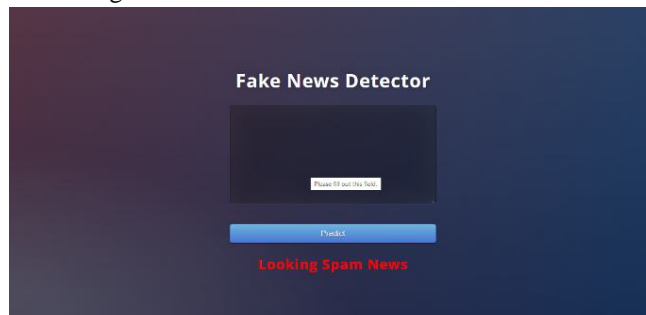 Fake News Detector
Please fill out this field.
Predict
Looking Spam News